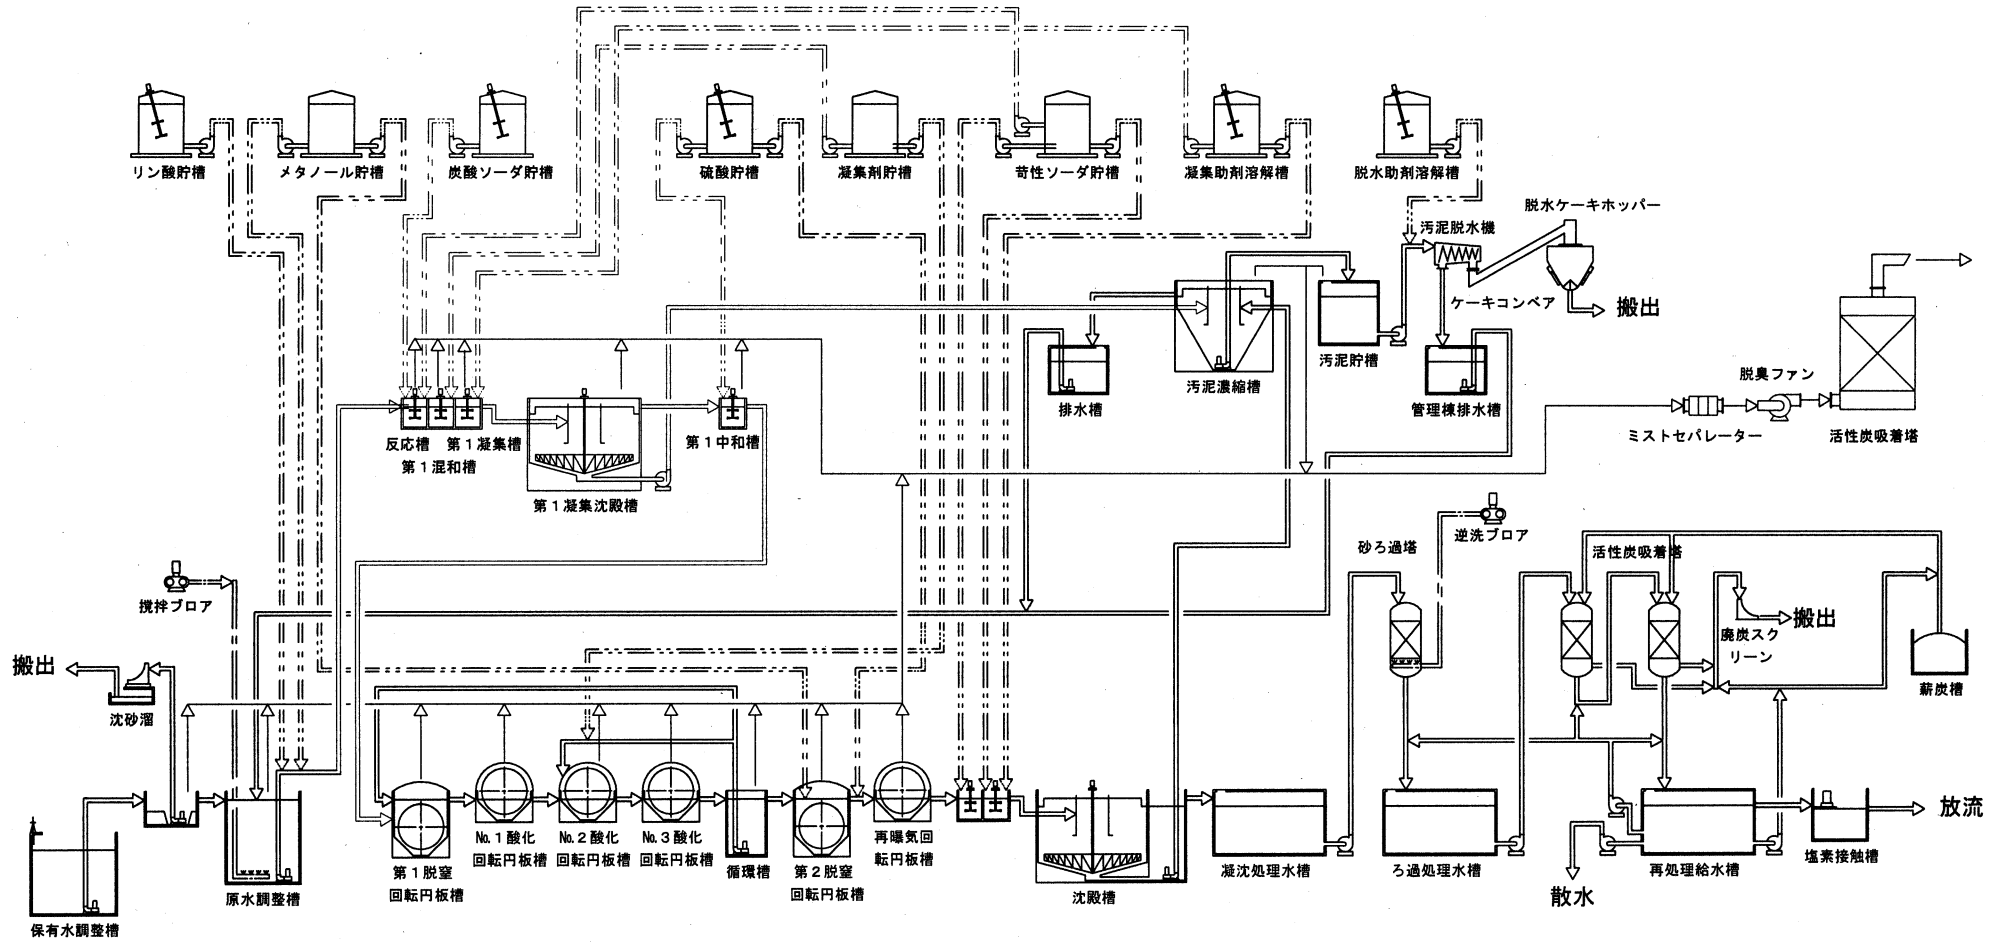 リン酸貯槽
メタノール貯槽
炭酸ソーダ貯槽
硫酸貯槽
凝集剤貯槽
苛性ソーダ貯槽
凝集助剤溶解槽
脱水助剤溶解槽
脱水ケーキホッパー
汚泥脱水機
ケーキコンベア
搬出
汚泥貯槽
汚泥濃縮槽
排水槽
管理棟排水槽
脱臭ファン
ミストセパレーター
活性炭吸着塔
反応槽
第1凝集槽
第1混和槽
第1中和槽
第1凝集沈殿槽
逆洗ブロア
砂ろ過塔
活性炭吸着塔
撹拌ブロア
搬出
廃炭スク
リーン
搬出
沈砂溜
薪炭槽
№1酸化
回転円板槽
№2酸化
回転円板槽
№3酸化
回転円板槽
再曝気回
転円板槽
放流
第1脱窒
回転円板槽
循環槽
第2脱窒
回転円板槽
凝沈処理水槽
ろ過処理水槽
再処理給水槽
塩素接触槽
散水
沈殿槽
原水調整槽
保有水調整槽